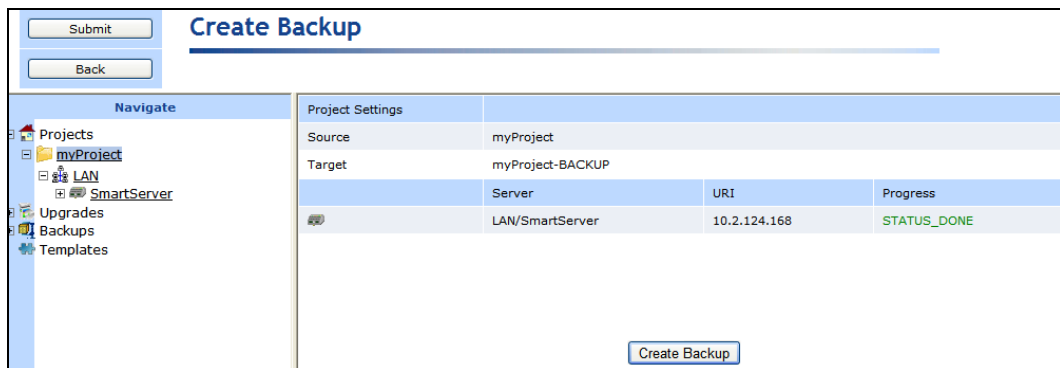 Submit
Create Backup
Back
Navigate
Projects
myProject
LAN
SmartServer
Upgrades
Backups
Templates
Project Settings
Source myProject
Target myProject-BACKUP
Server URI Progress
LAN/SmartServer 10.2.124.168 STATUS_DONE
Create Backup